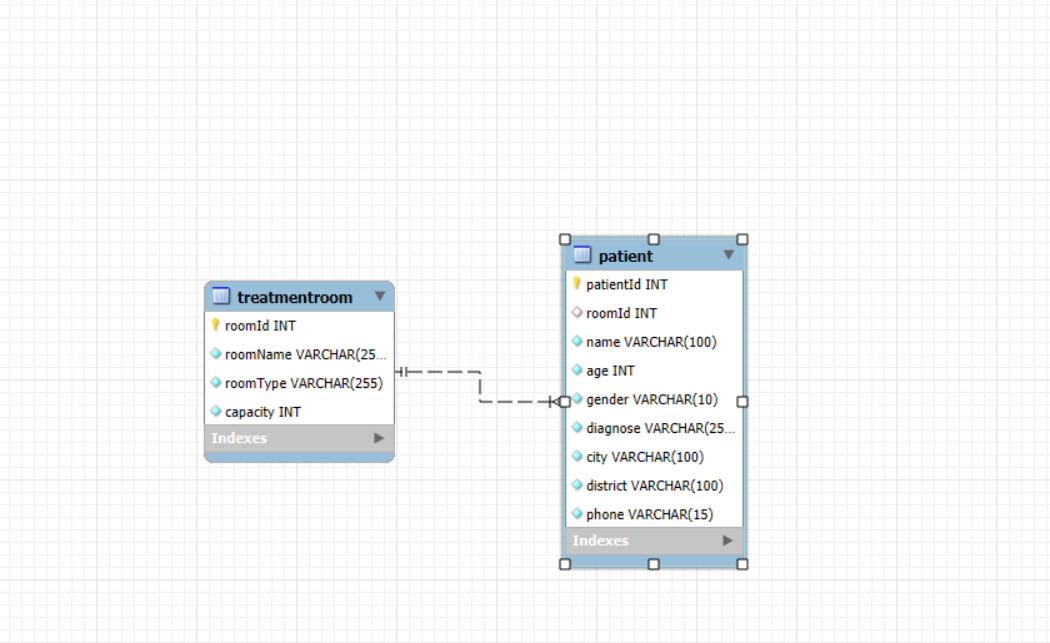 treatmentroom
roomId INT
roomName VARCHAR(25...
roomType VARCHAR(255)
capacity INT
Indexes
patient
patientId INT
roomId INT
name VARCHAR(100)
age INT
gender VARCHAR(10)
diagnose VARCHAR(25...
city VARCHAR(100)
district VARCHAR(100)
phone VARCHAR(15)
Indexes